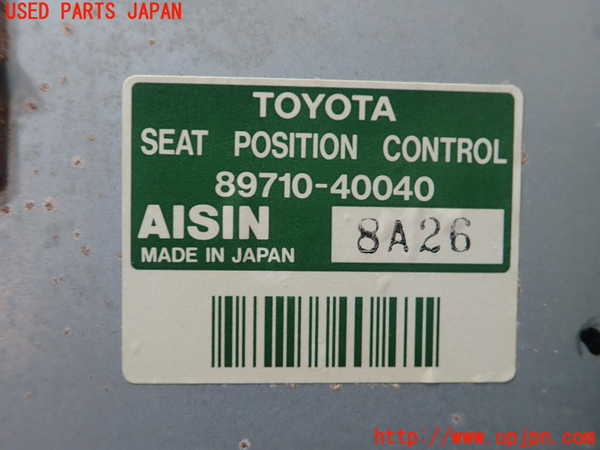 USED PARTS JAPAN
TOYOTA
SEAT POSITION CONTROL
89710-40040
AISIN
8A26
MADE IN JAPAN
http://www.upjpn.com